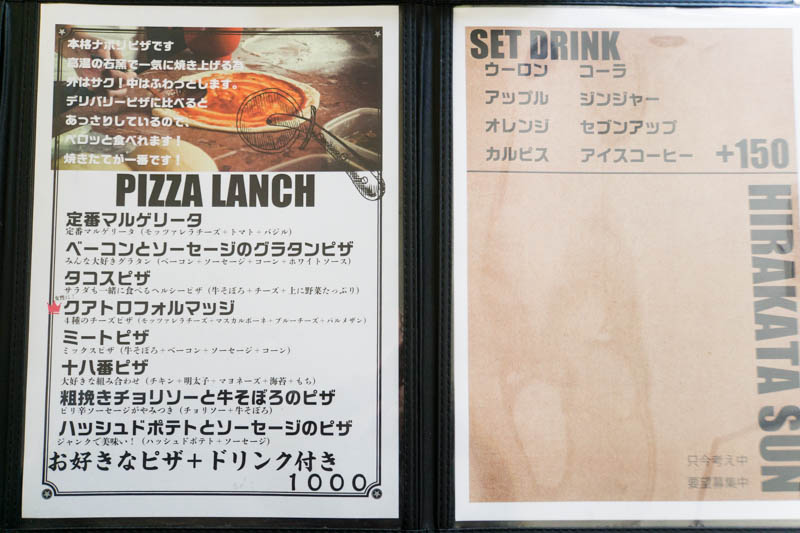 本格ナポリピザです
高温の石窯で一気に焼き上げる為
外はサク！中はふわっとします。
デリバリーピザに比べると
あっさりしているので、
ペロッと食べれます！
焼きたてが一番です！
PIZZA LANCH
定番マルゲリータ
定番マルゲリータ（モッツァレラチーズ＋トマト＋バジル）
ベーコンとソーセージのグラタンピザ
みんな大好きグラタン（ベーコン＋ソーセージ＋コーン＋ホワイトソース）
タコスピザ
サラダも一緒に食べるヘルシーピザ（牛そぼろ＋チーズ＋上に野菜たっぷり）
クアトロフォルマッジ
４種のチーズピザ（モッツァレラチーズ＋マスカルポーネ＋ブルーチーズ＋パルメザン）
ミートピザ
ミックスピザ（牛そぼろ＋ベーコン＋ソーセージ＋コーン）
十八番ピザ
大好きな組み合わせ（チキン＋明太子＋マヨネーズ＋海苔＋もち）
粗挽きチョリソーと牛そぼろのピザ
ピリ辛ソーセージがやみつき（チョリソー＋牛そぼろ）
ハッシュドポテトとソーセージのピザ
ジャンクで美味い！（ハッシュドポテト＋ソーセージ）
お好きなピザ＋ドリンク付き
１０００
SET DRINK
ウーロン コーラ
アップル ジンジャー
オレンジ セブンアップ
カルピス アイスコーヒー +150
HIRAKATA SUN
只今考え中
要望募集中